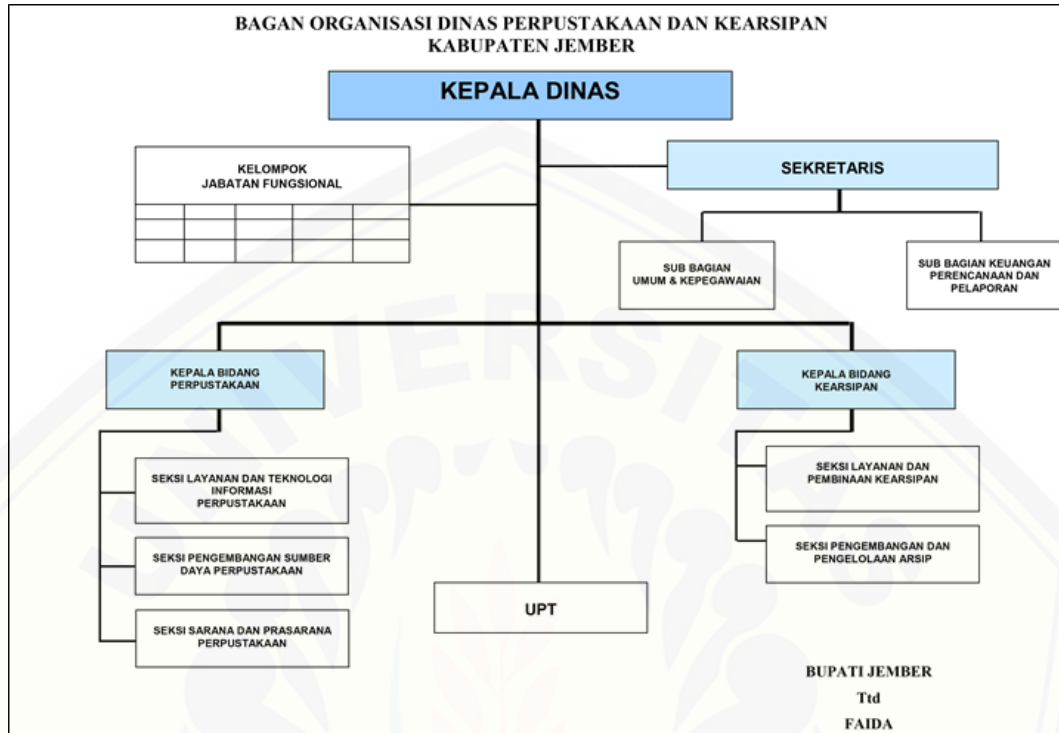 BAGAN ORGANISASI DINAS PERPUSTAKAAN DAN KEARSIPAN
KABUPATEN JEMBER
KEPALA DINAS
KELOMPOK
JABATAN FUNGSIONAL
SEKRETARIS
SUB BAGIAN
UMUM & KEPEGAWAIAN
SUB BAGIAN KEUANGAN
PERENCANAAN DAN
PELAPORAN
KEPALA BIDANG
PERPUSTAKAAN
KEPALA BIDANG
KEARSIPAN
SEKSI LAYANAN DAN TEKNOLOGI
INFORMASI
PERPUSTAKAAN
SEKSI PENGEMBANGAN SUMBER
DAYA PERPUSTAKAAN
SEKSI SARANA DAN PRASARANA
PERPUSTAKAAN
SEKSI LAYANAN DAN
PEMBINAAN KEARSIPAN
SEKSI PENGEMBANGAN DAN
PENGELOLAAN ARSIP
UPT
BUPATI JEMBER
Ttd
FAIDA
UNIVERSITAS